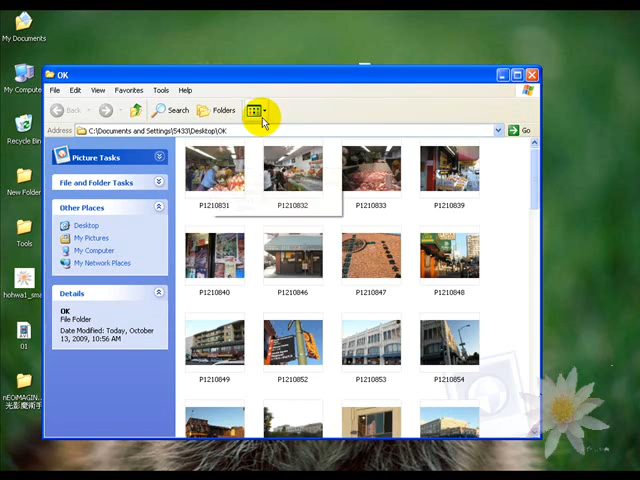 My Documents
My Compute
Recycle Bin
New Folder
Tools
hohwa1_sma
01
nEOiMAGIN...
光影魔術手
OK
File Edit View Favorites Tools Help
Back Search Folders
Address C:\Documents and Settings\5433\Desktop\OK Go
Picture Tasks
File and Folder Tasks
Other Places
Desktop
My Pictures
My Computer
My Network Places
Details
OK
File Folder
Date Modified: Today, October
13, 2009, 10:56 AM
P1210831 P1210832 P1210833 P1210839
P1210840 P1210846 P1210847 P1210848
P1210849 P1210852 P1210853 P1210854